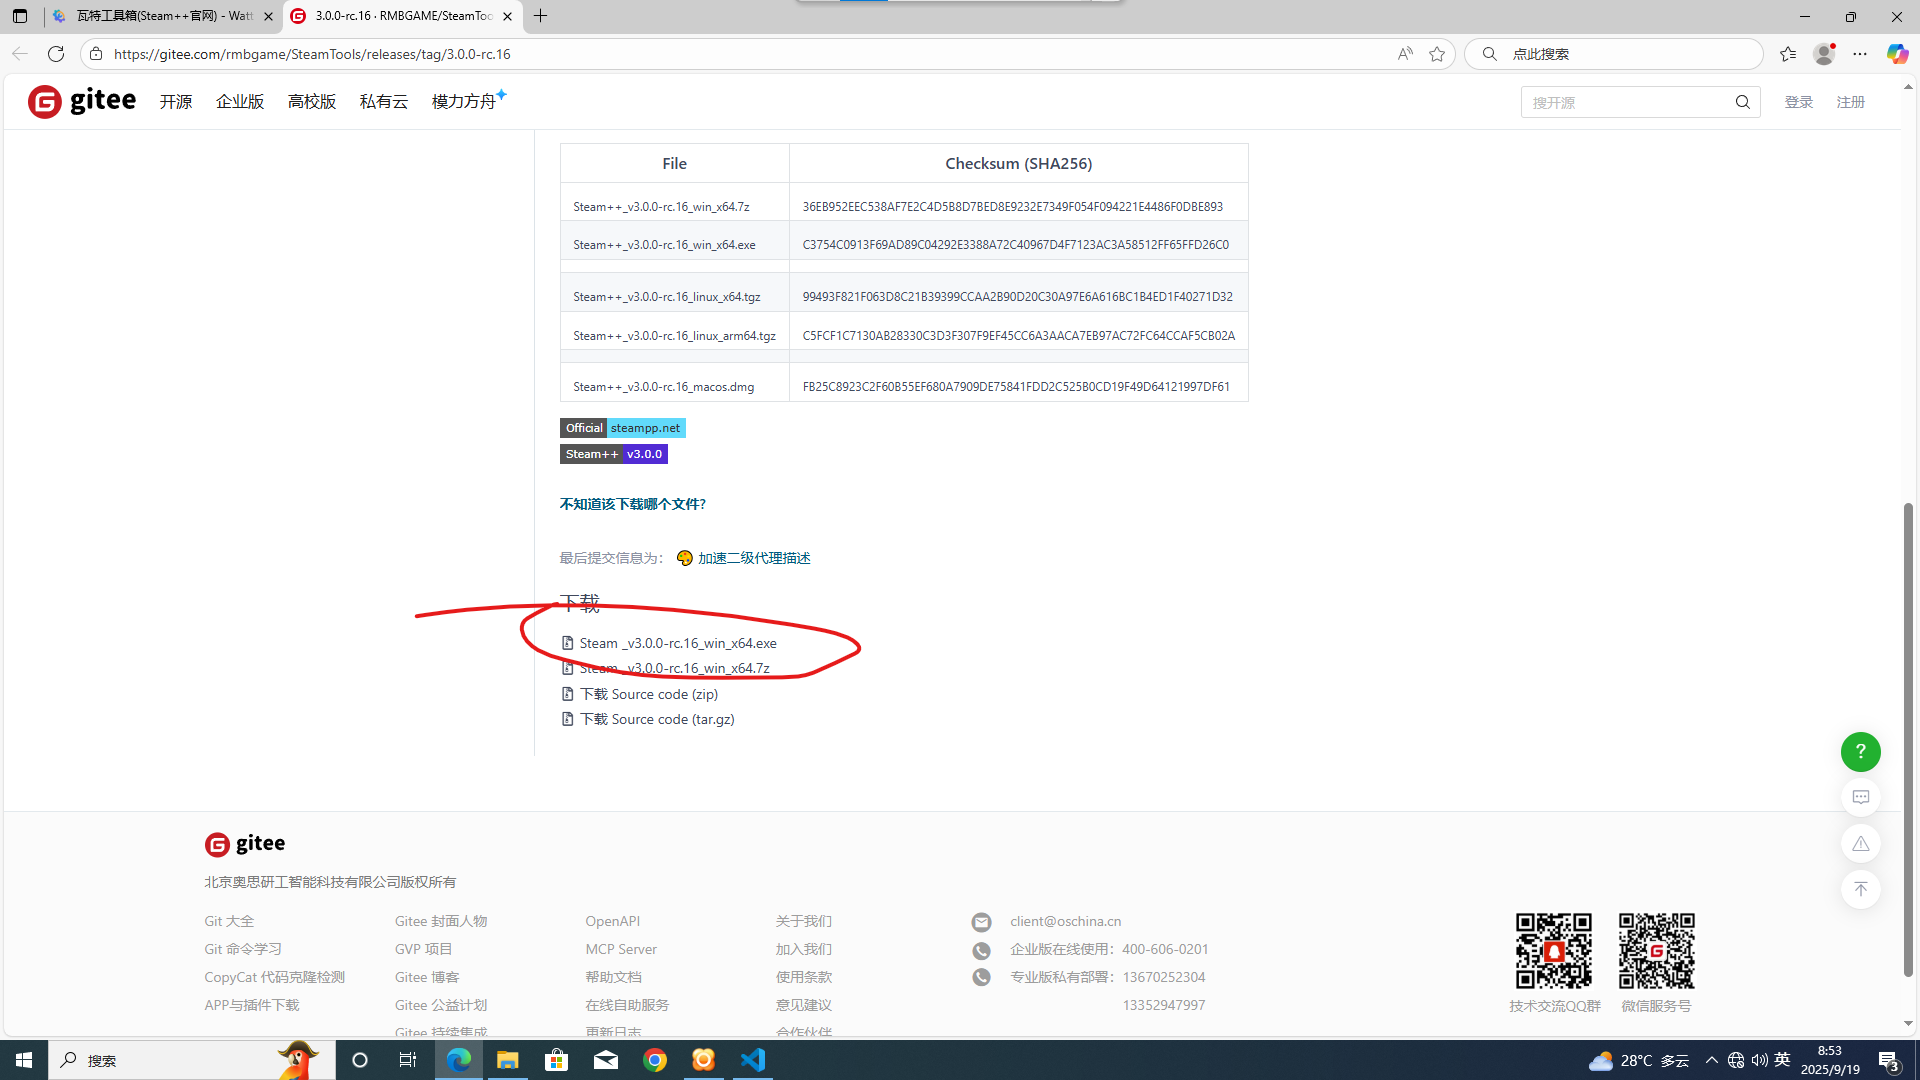 瓦特工具箱(Steam++官网) - Watt
3.0.0-rc.16 · RMBGAME/SteamToo
https://gitee.com/rmbgame/SteamTools/releases/tag/3.0.0-rc.16
点此搜索
gitee 开源 企业版 高校版 私有云 模力方舟
搜开源
登录 注册
File Checksum (SHA256)
Steam++_v3.0.0-rc.16_win_x64.7z 36EB952EEC538AF7E2C4D5B8D7BED8E9232E7349F054F094221E4486F0DBE893
Steam++_v3.0.0-rc.16_win_x64.exe C3754C0913F69AD89C04292E3388A72C40967D4F7123AC3A58512FF65FFD26C0
Steam++_v3.0.0-rc.16_linux_x64.tgz 99493F821F063D8C21B39399CCAA2B90D20C30A97E6A616BC1B4ED1F40271D32
Steam++_v3.0.0-rc.16_linux_arm64.tgz C5FCF1C7130AB28330C3D3F307F9EF45CC6A3AACA7EB97AC72FC64CCAF5CB02A
Steam++_v3.0.0-rc.16_macos.dmg FB25C8923C2F60B55EF680A7909DE75841FDD2C525B0CD19F49D64121997DF61
Official steampp.net
Steam++ v3.0.0
不知道该下载哪个文件?
最后提交信息为： 加速二级代理描述
下载
Steam _v3.0.0-rc.16_win_x64.exe
Steam _v3.0.0-rc.16_win_x64.7z
下载 Source code (zip)
下载 Source code (tar.gz)
gitee
北京奥思研工智能科技有限公司版权所有
Git 大全 Gitee 封面人物 OpenAPI 关于我们 client@oschina.cn
Git 命令学习 GVP 项目 MCP Server 加入我们 企业版在线使用：400-606-0201
CopyCat 代码克隆检测 Gitee 博客 帮助文档 使用条款 专业版私有部署：13670252304
APP与插件下载 Gitee 公益计划 在线自助服务 意见建议 13352947997
Gitee 持续集成 更新日志 合作伙伴
技术交流QQ群 微信服务号
搜索
28°C 多云
英
8:53
2025/9/19
3